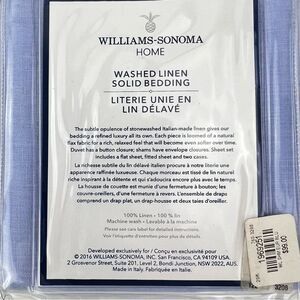 WILLIAMS-SONOMA
HOME
WASHED LINEN
SOLID BEDDING
LITERIE UNIE EN
LIN DÉLAVÉ
The subtle opulence of stonewashed Italian-made linen gives our
bedding a refined luxury all its own. Each piece is loomed of a natural
flax fabric for a rich, relaxed feel that will become even softer over time.
Duvet has a button closure; shams have envelope closures. Sheet set
includes a flat sheet, fitted sheet and two cases.
La richesse subtile du lin délavé italien procure à notre literie une
apparence raffinée luxueuse. Chaque morceau est tissé de lin naturel
riche inspirant à la détente et qui s'adoucira encore plus avec le temps.
La housse de couette est munie d'une fermeture à bouton; les
couvre-oreillers, d'une fermeture à revers. L'ensemble de draps
comprend un drap plat, un drap-housse et deux taies d'oreiller.
100% Linen • 100 % lin
Machine wash • Lavable à la machine
Please see care label for detailed instructions.
Voir l'étiquette d'entretien pour plus de détails.
Developed exclusively for / Conçu en exclusivité pour
© 2016 WILLIAMS-SONOMA, INC. San Francisco, CA 94109 USA
2 Grosvenor Street, Suite 201, Level 2, Bondi Junction, NSW 2022, AUS.
Made in Italy. Fabriquée en Italie.
$96.00
3206